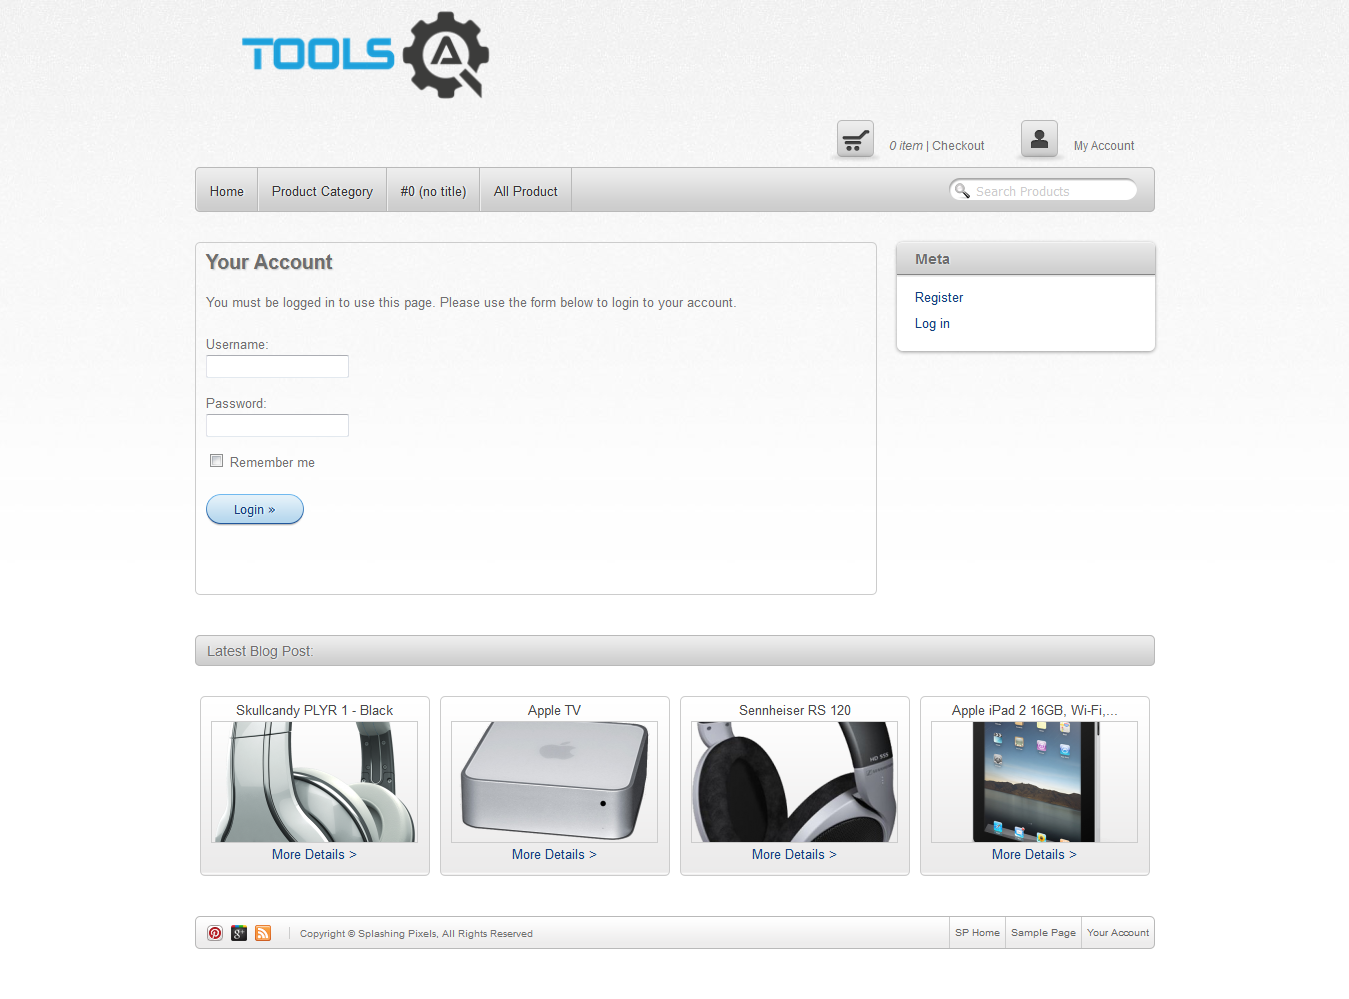 TOOLS QA
0 item | Checkout
My Account
Home
Product Category
#0 (no title)
All Product
Search Products
Your Account
You must be logged in to use this page. Please use the form below to login to your account.
Username:
Password:
Remember me
Login »
Meta
Register
Log in
Latest Blog Post:
Skullcandy PLYR 1 - Black
More Details >
Apple TV
More Details >
Sennheiser RS 120
HD 555
More Details >
Apple iPad 2 16GB, Wi-Fi,...
More Details >
Copyright © Splashing Pixels, All Rights Reserved
SP Home
Sample Page
Your Account